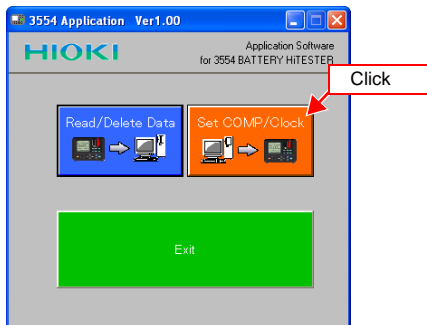 3554 Application Ver1.00
HIOKI
Application Software
for 3554 BATTERY HiTESTER
Click
Read/Delete Data
Set COMP/Clock
Exit